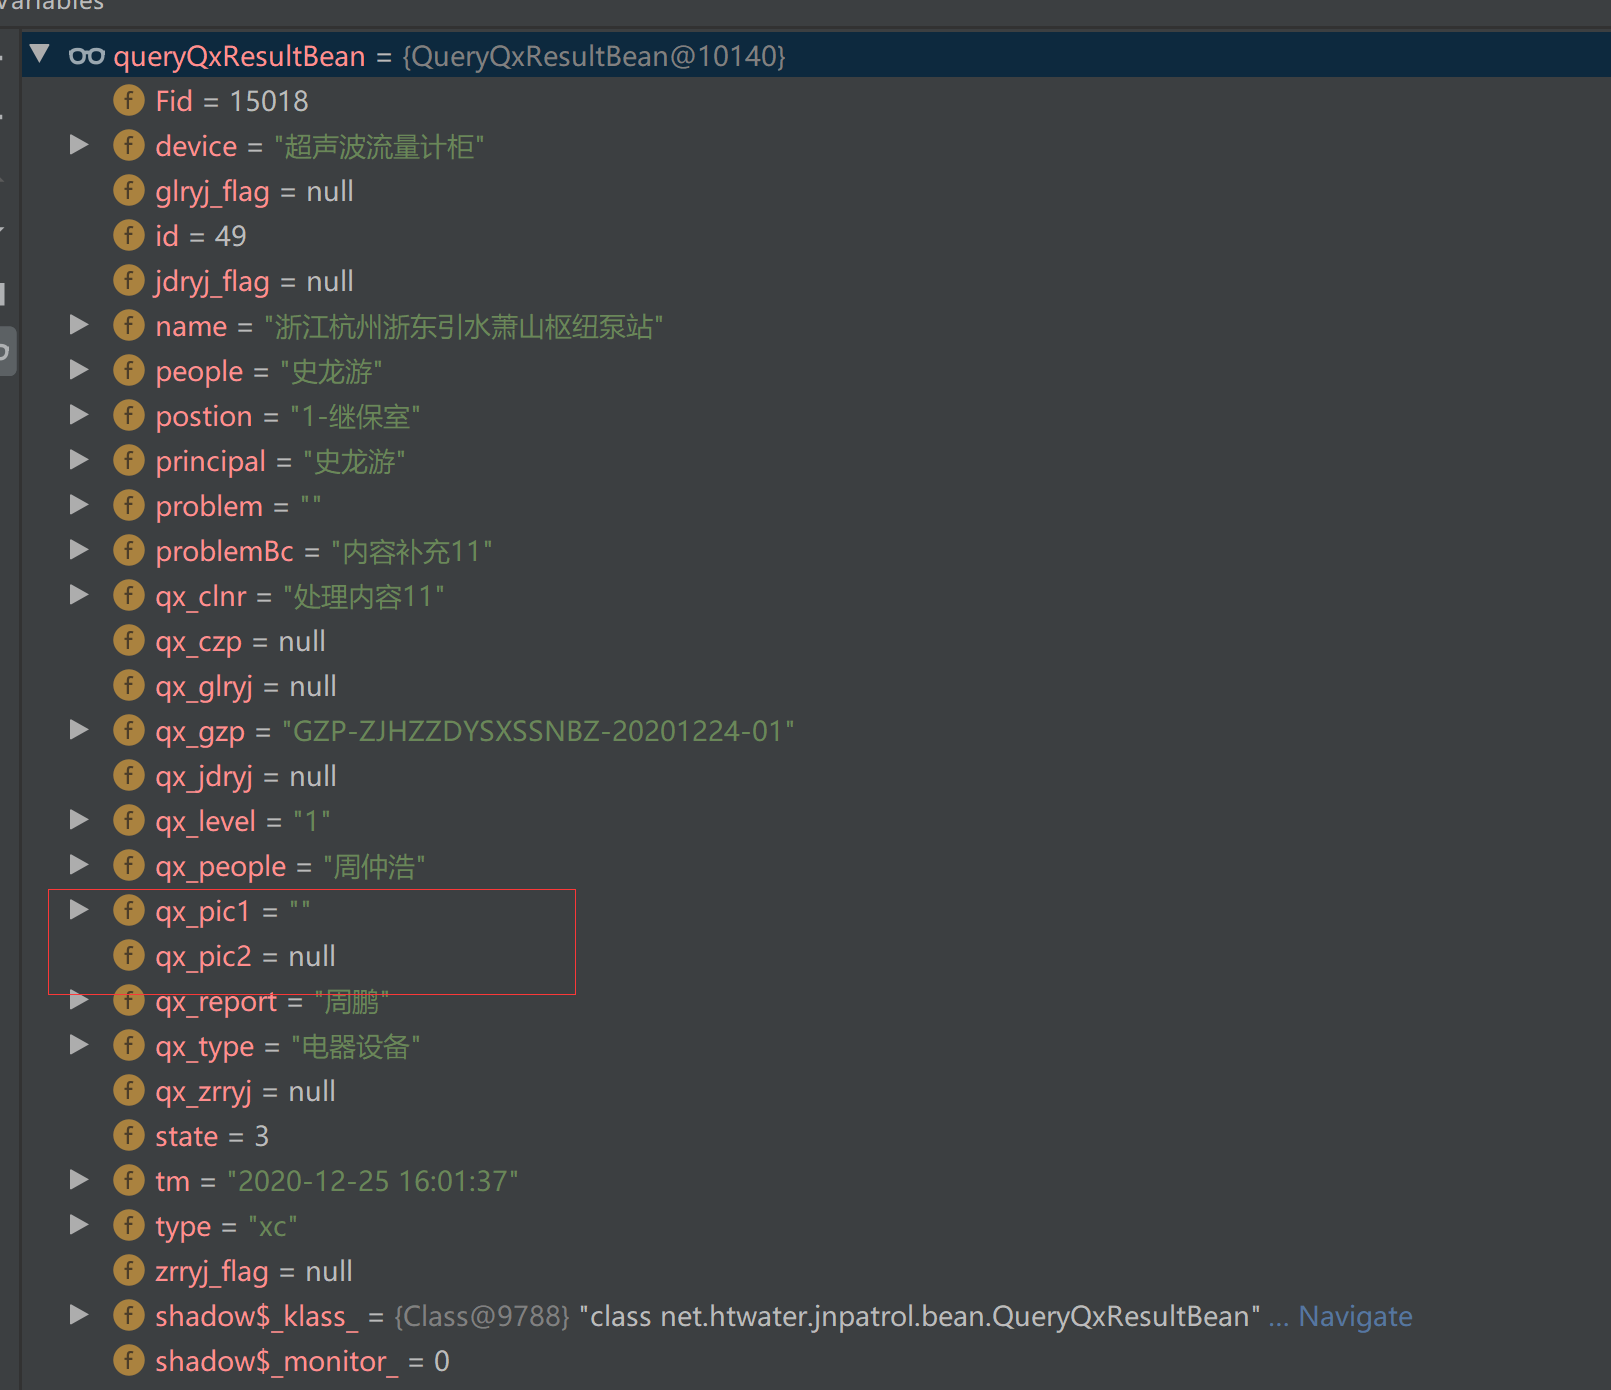 Variables
queryQxResultBean = {QueryQxResultBean@10140}
f Fid = 15018
f device = "超声波流量计柜"
f glryj_flag = null
f id = 49
f jdryj_flag = null
f name = "浙江杭州浙东引水萧山枢纽泵站"
f people = "史龙游"
f postion = "1-继保室"
f principal = "史龙游"
f problem = ""
f problemBc = "内容补充11"
f qx_clnr = "处理内容11"
f qx_czp = null
f qx_glryj = null
f qx_gzp = "GZP-ZJHZZDYSXSSNBZ-20201224-01"
f qx_jdryj = null
f qx_level = "1"
f qx_people = "周仲浩"
f qx_pic1 = ""
f qx_pic2 = null
f qx_report = "周鹏"
f qx_type = "电器设备"
f qx_zrryj = null
f state = 3
f tm = "2020-12-25 16:01:37"
f type = "xc"
f zrryj_flag = null
f shadow$_klass_ = {Class@9788} "class net.htwater.jnpatrol.bean.QueryQxResultBean" ... Navigate
f shadow$_monitor_ = 0